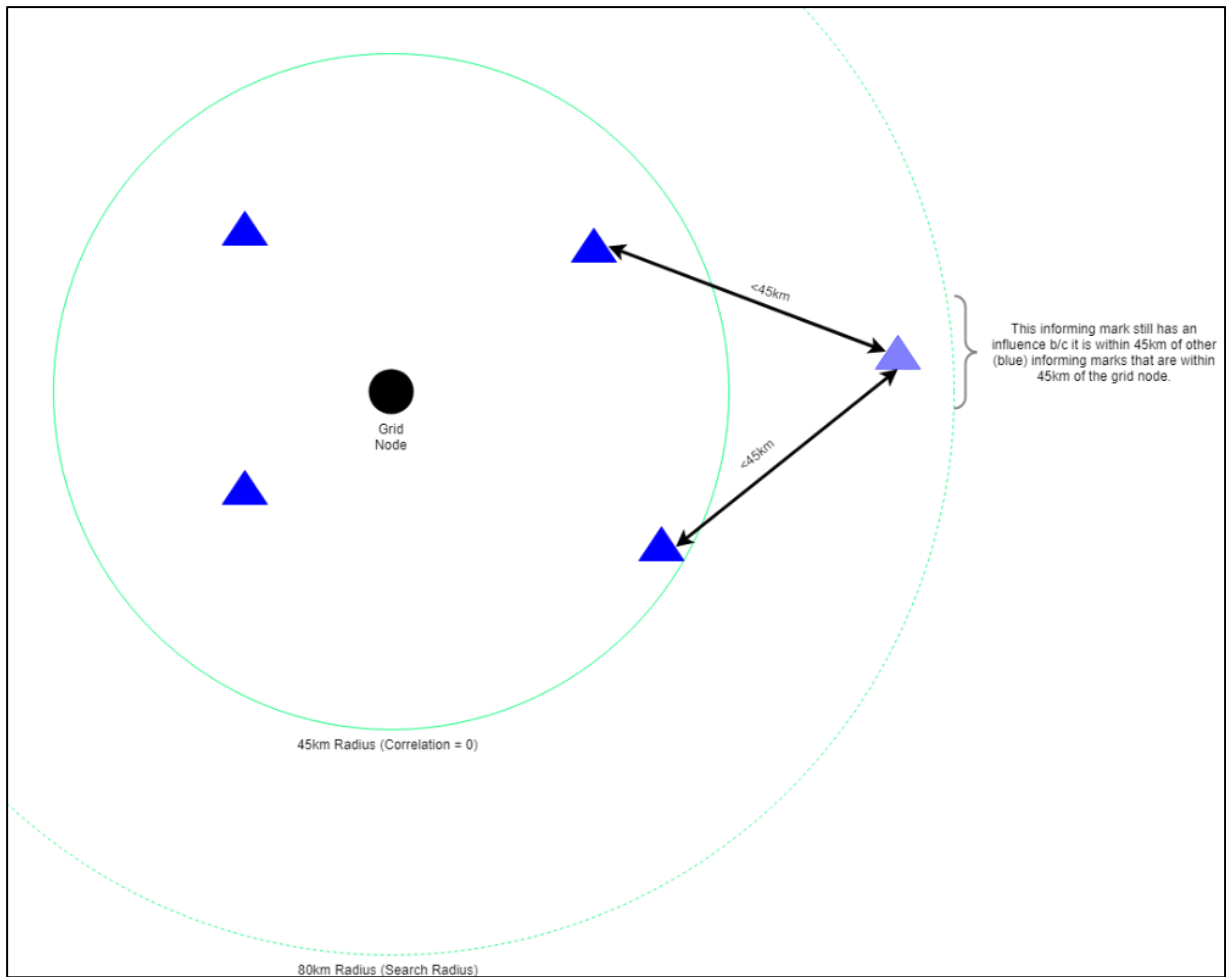 <45km
This informing mark still has an
influence b/c it is within 45km of other
(blue) informing marks that are within
45km of the grid node.
Grid
Node
<45km
45km Radius (Correlation = 0)
80km Radius (Search Radius)